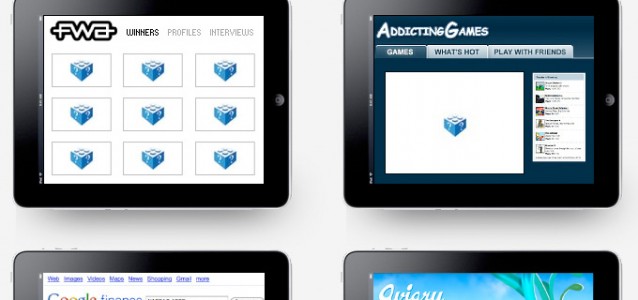 FWA WINNERS PROFILES INTERVIEWS
ADDICTINGGAMES
GAMES WHAT'S HOT PLAY WITH FRIENDS
Web Images Videos Maps News Shopping Gmail more
Google finance
Aviary